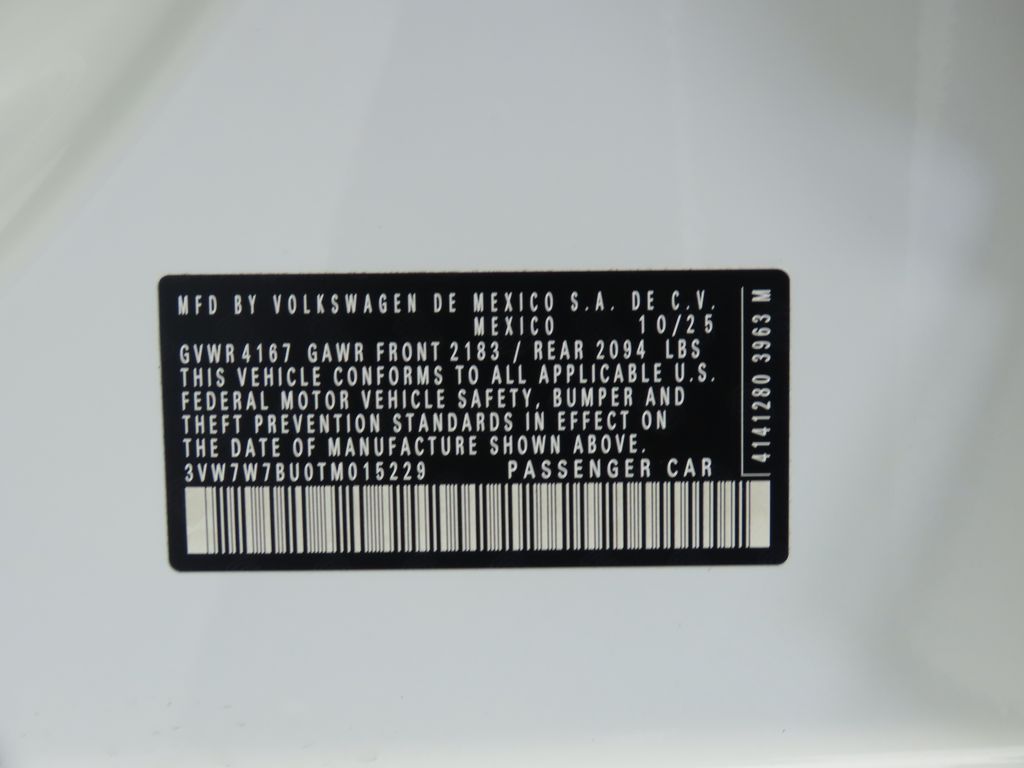 MFD BY VOLKSWAGEN DE MEXICO S.A. DE C.V.
MEXICO 10/25
GVWR 4167 GAWR FRONT 2183 / REAR 2094 LBS
THIS VEHICLE CONFORMS TO ALL APPLICABLE U.S.
FEDERAL MOTOR VEHICLE SAFETY, BUMPER AND
THEFT PREVENTION STANDARDS IN EFFECT ON
THE DATE OF MANUFACTURE SHOWN ABOVE.
3VW7W7BU0TM015229 PASSENGER CAR
4141280 3963 M